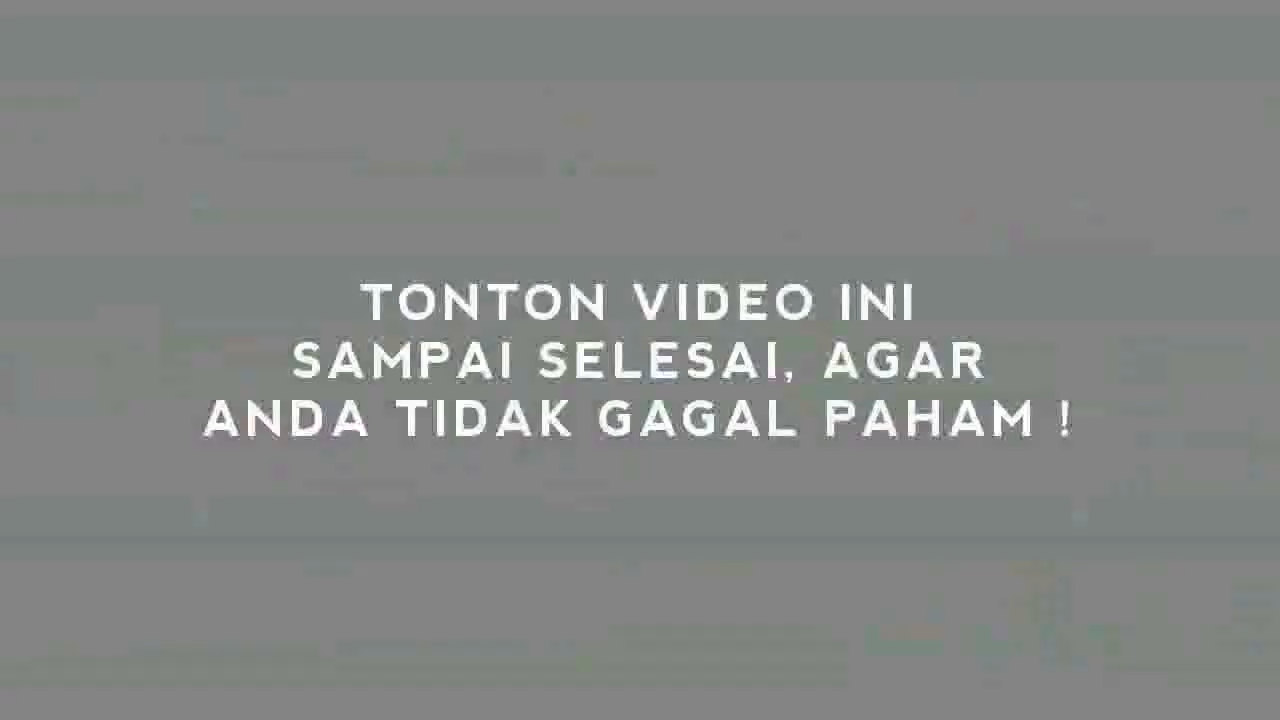 TONTON VIDEO INI
SAMPAI SELESAI, AGAR
ANDA TIDAK GAGAL PAHAM !